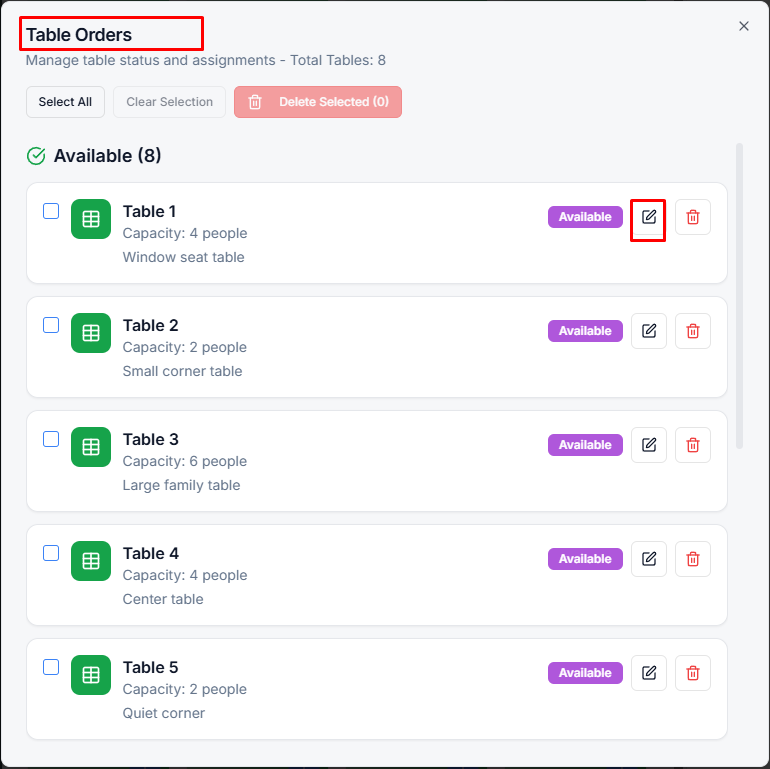 Table Orders
Manage table status and assignments - Total Tables: 8
Select All
Clear Selection
Delete Selected (0)
Available (8)
Table 1
Available
Capacity: 4 people
Window seat table
Table 2
Available
Capacity: 2 people
Small corner table
Table 3
Available
Capacity: 6 people
Large family table
Table 4
Available
Capacity: 4 people
Center table
Table 5
Available
Capacity: 2 people
Quiet corner